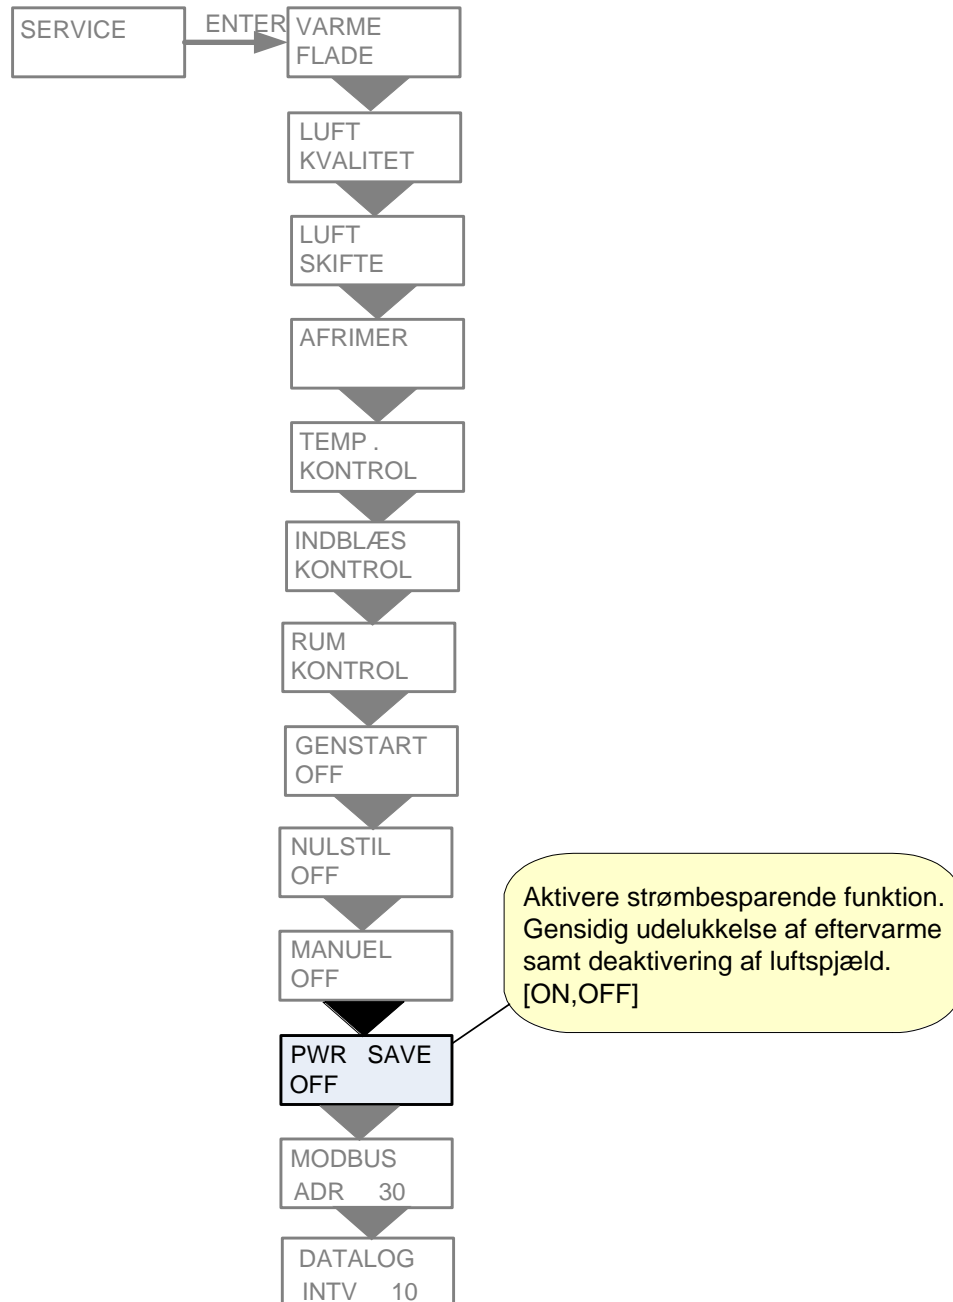 SERVICE
ENTER
VARME
FLADE
LUFT
KVALITET
LUFT
SKIFTE
AFRIMER
TEMP .
KONTROL
INDBLÆS
KONTROL
RUM
KONTROL
GENSTART
OFF
NULSTIL
OFF
MANUEL
OFF
Aktivere strømbesparende funktion.
Gensidig udelukkelse af eftervarme
samt deaktivering af luftspjæld.
[ON,OFF]
PWR SAVE
OFF
MODBUS
ADR 30
DATALOG
INTV 10